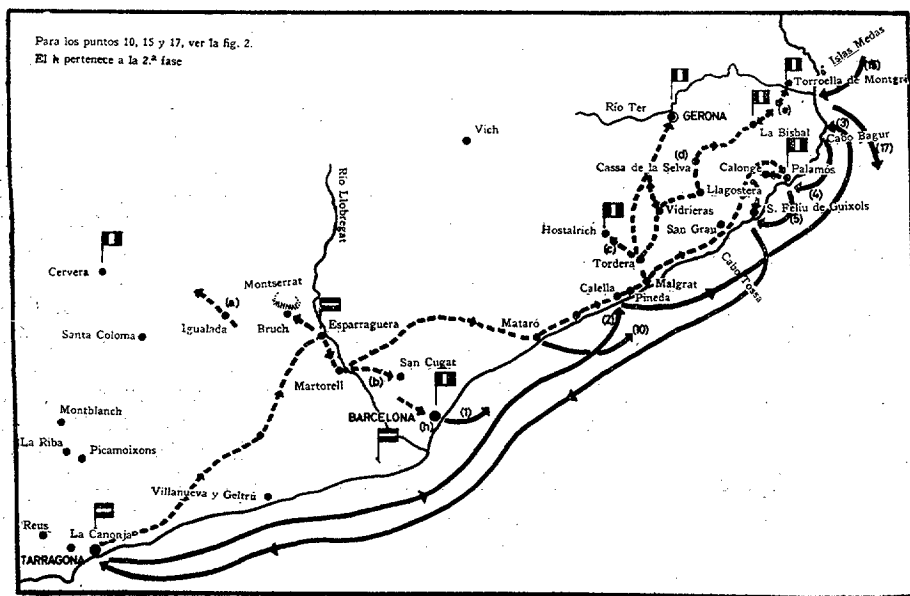 Para los puntos 10, 15 y 17, ver la fig. 2.
El h pertenece a la 2.ª fase
Islas Medas
(15)
Torroella de Montgrí
Río Ter
GERONA
(e)
La Bisbal
(3)
Cabo Bagur
(17)
Vich
(d)
Cassa de la Selva
Calonge
Palamós
Llagostera
(4)
Río Llobregat
Vidrieras
(5)
S. Feliu de Guixols
San Grau
Hostalrich
(c)
Tordera
Cabo Tossa
Cervera
Montserrat
Malgrat
Calella
Pineda
(a)
Igualada
Bruch
Esparraguera
Mataró
(2)
(10)
Santa Coloma
San Cugat
Martorell
(b)
Montblanch
BARCELONA
(h)
(1)
La Riba
Picamoixons
Villanueva y Geltrú
Reus
La Canonja
TARRAGONA